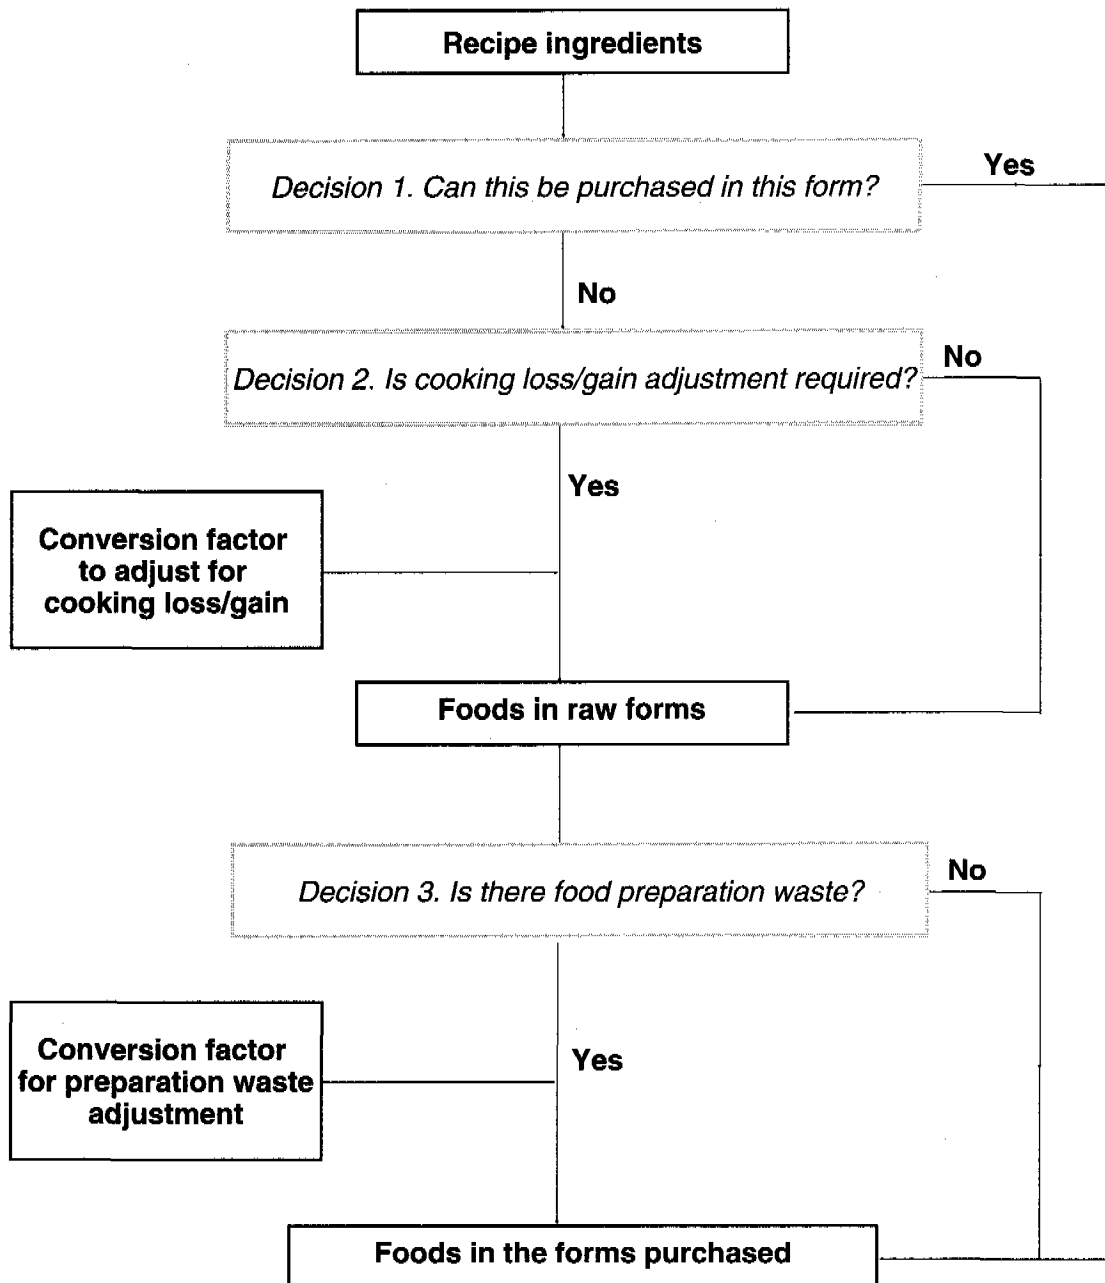 Recipe ingredients
Decision 1. Can this be purchased in this form?
Yes
No
Decision 2. Is cooking loss/gain adjustment required?
No
Yes
Conversion factor
to adjust for
cooking loss/gain
Foods in raw forms
Decision 3. Is there food preparation waste?
No
Conversion factor
for preparation waste
adjustment
Yes
Foods in the forms purchased